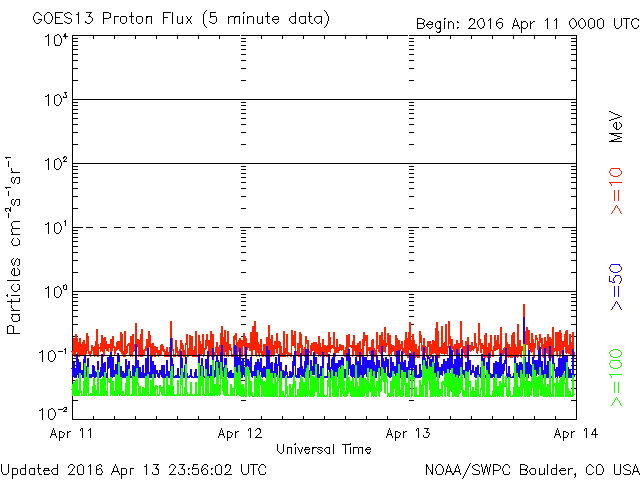 GOES13 Proton Flux (5 minute data)
Begin: 2016 Apr 11 0000 UTC
10⁴
10³
10²
10¹
10⁰
10⁻¹
10⁻²
Particles cm⁻²s⁻¹sr⁻¹
MeV
>=10
>=50
>=100
Apr 11
Apr 12
Apr 13
Apr 14
Universal Time
Updated 2016 Apr 13 23:56:02 UTC
NOAA/SWPC Boulder, CO USA